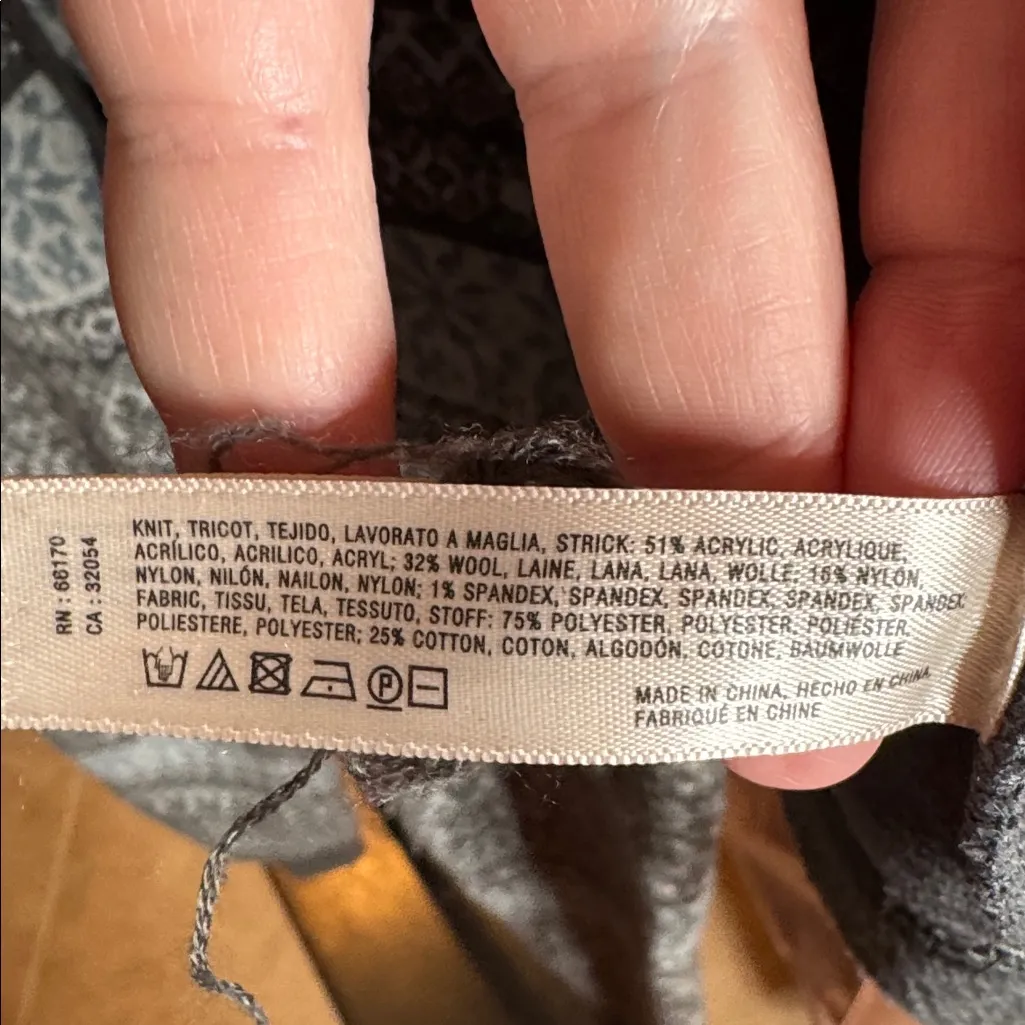 RN : 66170
CA : 32054
KNIT, TRICOT, TEJIDO, LAVORATO A MAGLIA, STRICK: 51% ACRYLIC, ACRYLIQUE,
ACRÍLICO, ACRILICO, ACRYL; 32% WOOL, LAINE, LANA, LANA, WOLLE; 16% NYLON,
NYLON, NILÓN, NAILON, NYLON; 1% SPANDEX, SPANDEX, SPANDEX, SPANDEX, SPANDEX
FABRIC, TISSU, TELA, TESSUTO, STOFF: 75% POLYESTER, POLYESTER, POLIÉSTER,
POLIESTERE, POLYESTER; 25% COTTON, COTON, ALGODÓN, COTONE, BAUMWOLLE
P
MADE IN CHINA, HECHO EN CHINA,
FABRIQUÉ EN CHINE